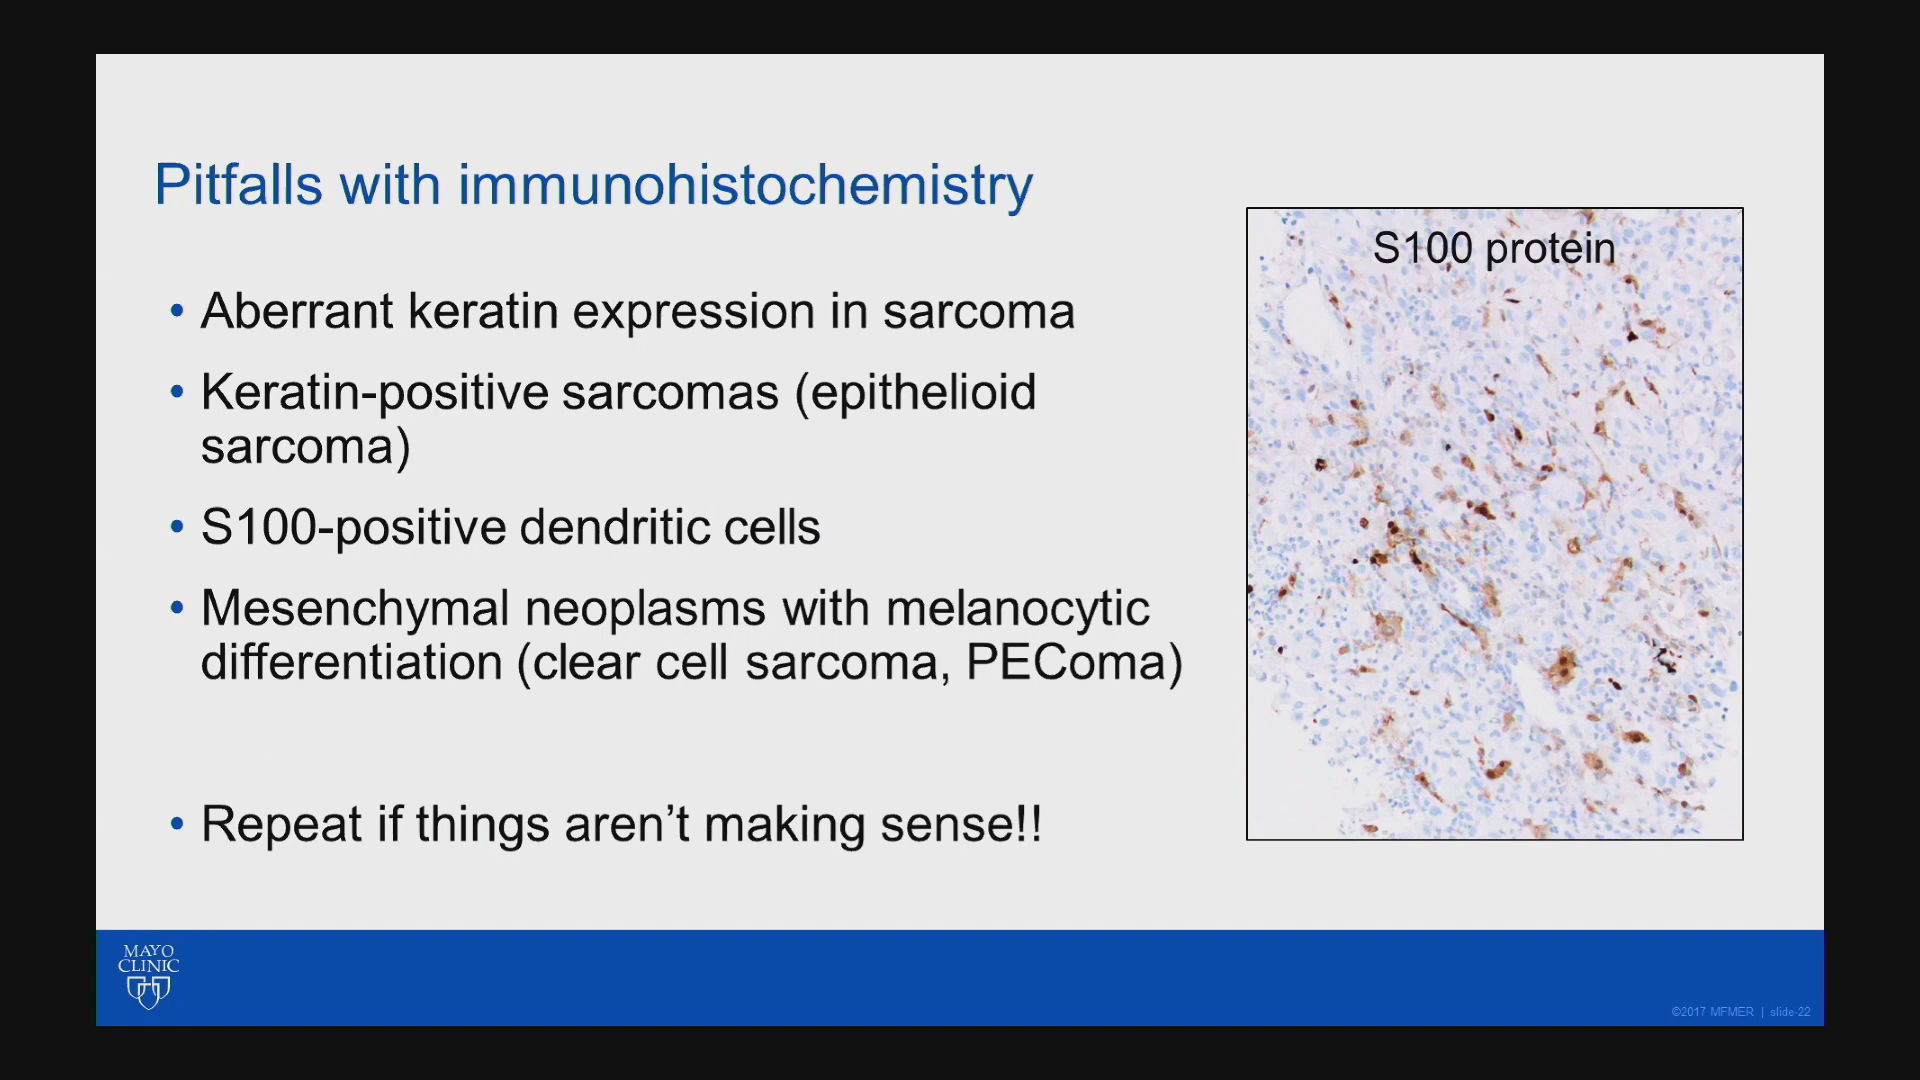 Pitfalls with immunohistochemistry
• Aberrant keratin expression in sarcoma
• Keratin-positive sarcomas (epithelioid
sarcoma)
• S100-positive dendritic cells
• Mesenchymal neoplasms with melanocytic
differentiation (clear cell sarcoma, PEComa)
• Repeat if things aren’t making sense!!
S100 protein
MAYO
CLINIC
©2017 MFMER | slide-22